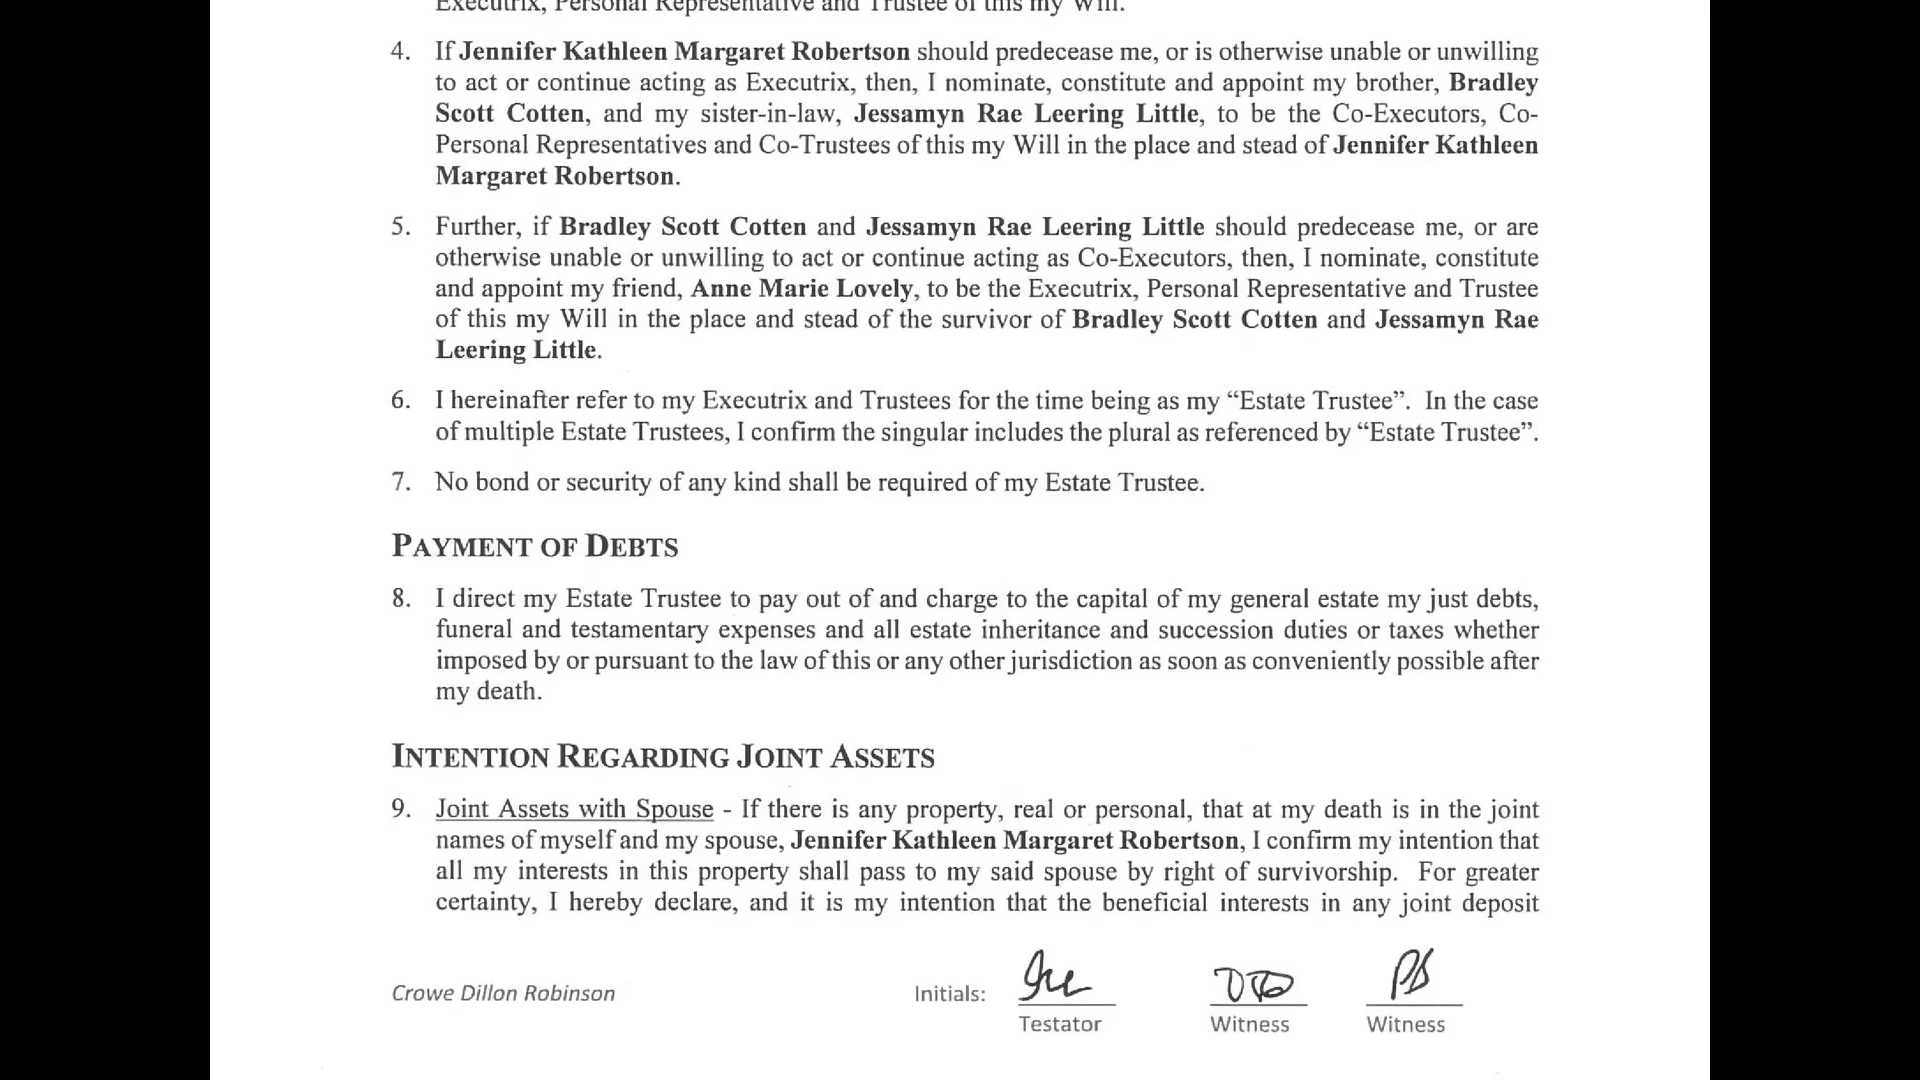 Executrix, Personal Representative and Trustee of this my Will.
4. If Jennifer Kathleen Margaret Robertson should predecease me, or is otherwise unable or unwilling
to act or continue acting as Executrix, then, I nominate, constitute and appoint my brother, Bradley
Scott Cotten, and my sister-in-law, Jessamyn Rae Leering Little, to be the Co-Executors, Co-
Personal Representatives and Co-Trustees of this my Will in the place and stead of Jennifer Kathleen
Margaret Robertson.
5. Further, if Bradley Scott Cotten and Jessamyn Rae Leering Little should predecease me, or are
otherwise unable or unwilling to act or continue acting as Co-Executors, then, I nominate, constitute
and appoint my friend, Anne Marie Lovely, to be the Executrix, Personal Representative and Trustee
of this my Will in the place and stead of the survivor of Bradley Scott Cotten and Jessamyn Rae
Leering Little.
6. I hereinafter refer to my Executrix and Trustees for the time being as my “Estate Trustee”. In the case
of multiple Estate Trustees, I confirm the singular includes the plural as referenced by “Estate Trustee”.
7. No bond or security of any kind shall be required of my Estate Trustee.
PAYMENT OF DEBTS
8. I direct my Estate Trustee to pay out of and charge to the capital of my general estate my just debts,
funeral and testamentary expenses and all estate inheritance and succession duties or taxes whether
imposed by or pursuant to the law of this or any other jurisdiction as soon as conveniently possible after
my death.
INTENTION REGARDING JOINT ASSETS
9. Joint Assets with Spouse - If there is any property, real or personal, that at my death is in the joint
names of myself and my spouse, Jennifer Kathleen Margaret Robertson, I confirm my intention that
all my interests in this property shall pass to my said spouse by right of survivorship. For greater
certainty, I hereby declare, and it is my intention that the beneficial interests in any joint deposit
Crowe Dillon Robinson Initials:
Testator Witness Witness